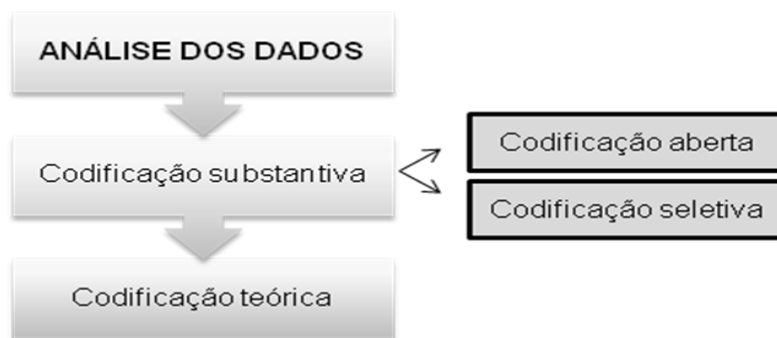 ANÁLISE DOS DADOS
Codificação substantiva
Codificação aberta
Codificação seletiva
Codificação teórica